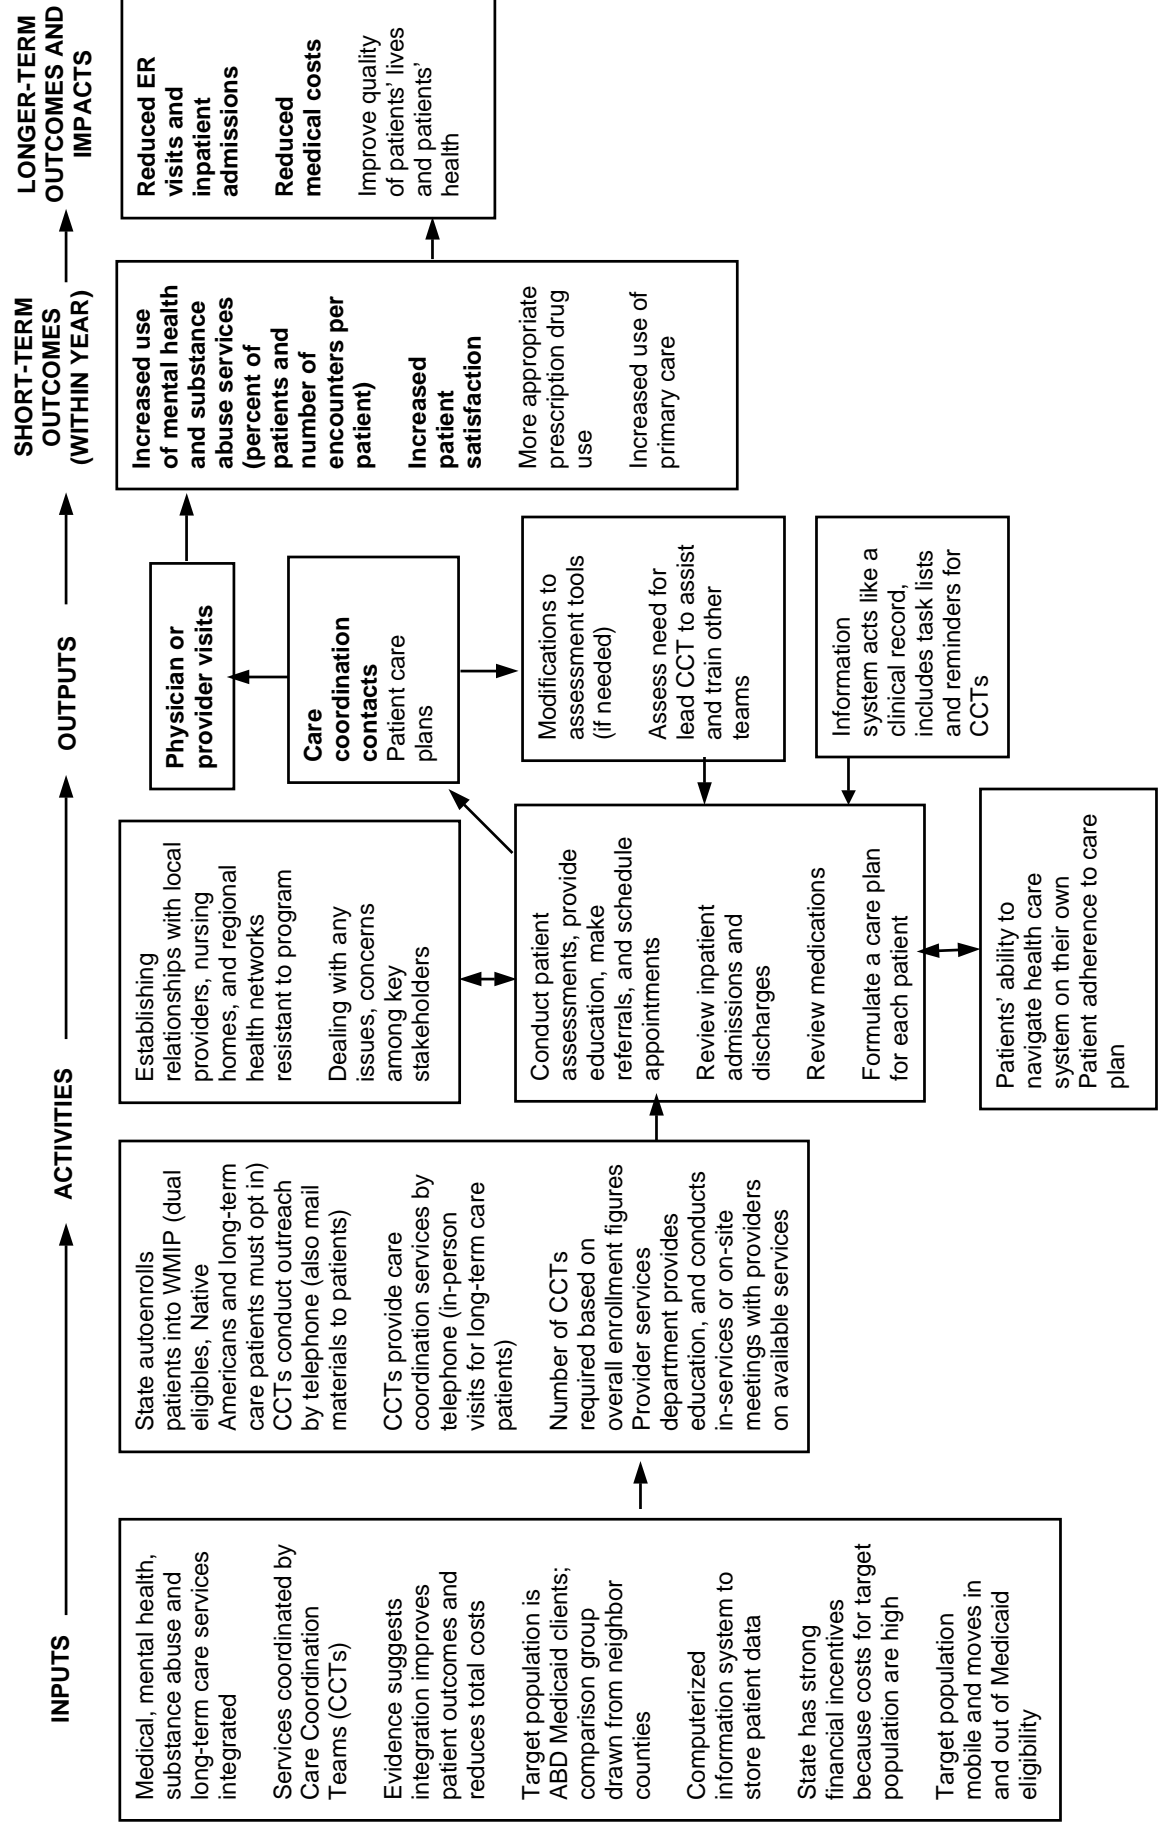 INPUTS
ACTIVITIES
OUTPUTS
SHORT-TERM
OUTCOMES
(WITHIN YEAR)
LONGER-TERM
OUTCOMES AND
IMPACTS
Medical, mental health,
substance abuse and
long-term care services
integrated
Services coordinated by
Care Coordination
Teams (CCTs)
Evidence suggests
integration improves
patient outcomes and
reduces total costs
Target population is
ABD Medicaid clients;
comparison group
drawn from neighbor
counties
Computerized
information system to
store patient data
State has strong
financial incentives
because costs for target
population are high
Target population
mobile and moves in
and out of Medicaid
eligibility
State autoenrolls
patients into WMIP (dual
eligibles, Native
Americans and long-term
care patients must opt in)
CCTs conduct outreach
by telephone (also mail
materials to patients)
CCTs provide care
coordination services by
telephone (in-person
visits for long-term care
patients)
Number of CCTs
required based on
overall enrollment figures
Provider services
department provides
education, and conducts
in-services or on-site
meetings with providers
on available services
Establishing
relationships with local
providers, nursing
homes, and regional
health networks
resistant to program
Dealing with any
issues, concerns
among key
stakeholders
Conduct patient
assessments, provide
education, make
referrals, and schedule
appointments
Review inpatient
admissions and
discharges
Review medications
Formulate a care plan
for each patient
Patients’ ability to
navigate health care
system on their own
Patient adherence to care
plan
Physician or
provider visits
Care
coordination
contacts
Patient care
plans
Modifications to
assessment tools
(if needed)
Assess need for
lead CCT to assist
and train other
teams
Information
system acts like a
clinical record,
includes task lists
and reminders for
CCTs
Increased use
of mental health
and substance
abuse services
(percent of
patients and
number of
encounters per
patient)
Increased
patient
satisfaction
More appropriate
prescription drug
use
Increased use of
primary care
Reduced ER
visits and
inpatient
admissions
Reduced
medical costs
Improve quality
of patients’ lives
and patients’
health